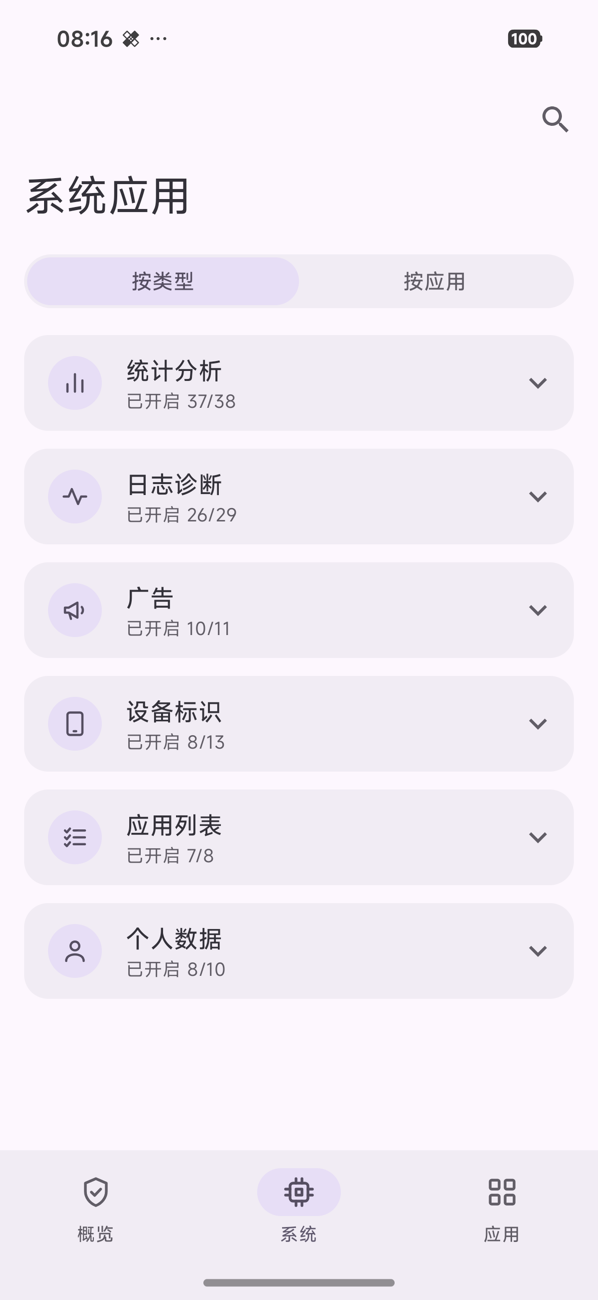 08:16 ···
100
系统应用
按类型 按应用
统计分析
已开启 37/38
日志诊断
已开启 26/29
广告
已开启 10/11
设备标识
已开启 8/13
应用列表
已开启 7/8
个人数据
已开启 8/10
概览 系统 应用